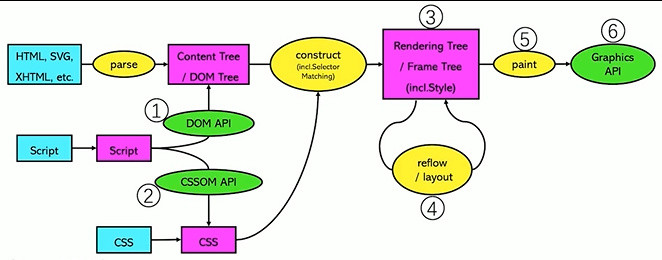 ③
⑤
⑥
HTML, SVG,
XHTML, etc.
parse
Content Tree
/ DOM Tree
construct
(incl.Selector
Matching)
Rendering Tree
/ Frame Tree
(incl.Style)
paint
Graphics
API
①
DOM API
Script
Script
reflow
/ layout
CSSOM API
②
④
CSS
CSS